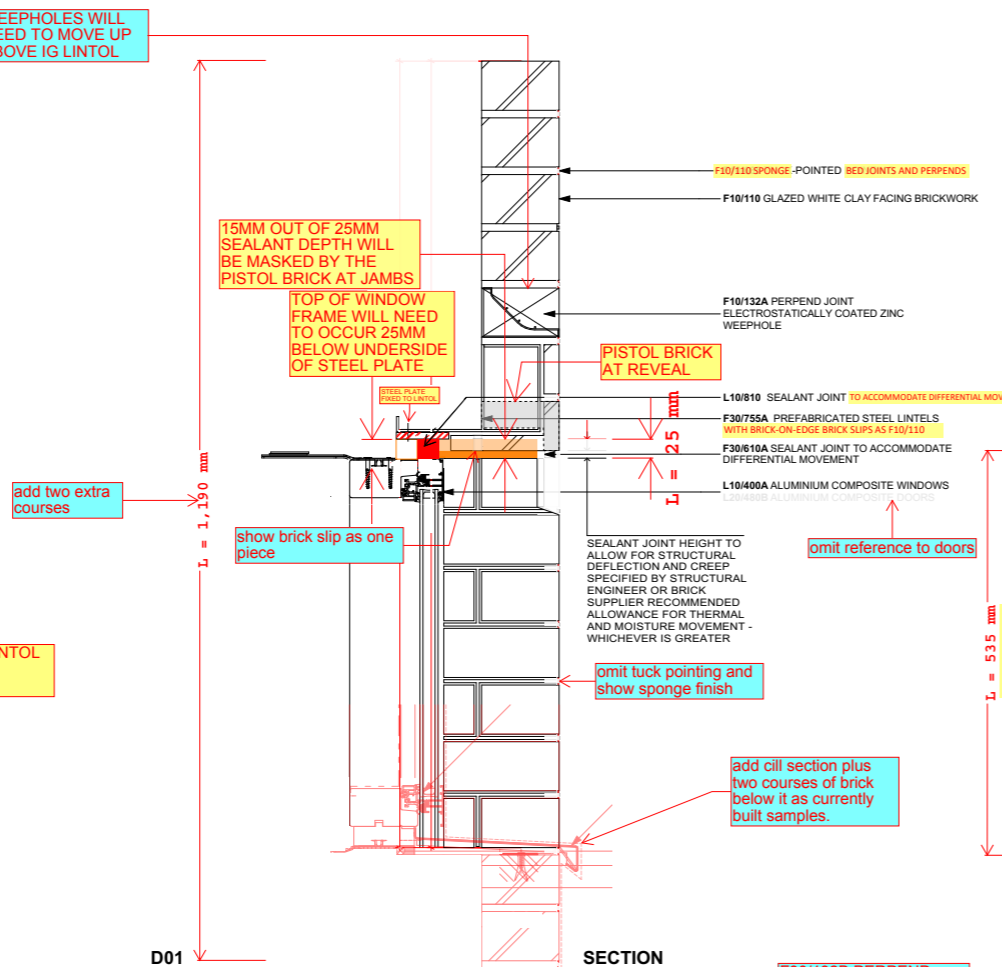 EEPHOLES WILL
EED TO MOVE UP
BOVE IG LINTOL
F10/110 SPONGE -POINTED BED JOINTS AND PERPENDS
F10/110 GLAZED WHITE CLAY FACING BRICKWORK
15MM OUT OF 25MM
SEALANT DEPTH WILL
BE MASKED BY THE
PISTOL BRICK AT JAMBS
TOP OF WINDOW
FRAME WILL NEED
TO OCCUR 25MM
BELOW UNDERSIDE
OF STEEL PLATE
F10/132A PERPEND JOINT
ELECTROSTATICALLY COATED ZINC
WEEPHOLE
PISTOL BRICK
AT REVEAL
STEEL PLATE
FIXED TO LINTOL
L10/810 SEALANT JOINT TO ACCOMMODATE DIFFERENTIAL MOV
F30/755A PREFABRICATED STEEL LINTELS
WITH BRICK-ON-EDGE BRICK SLIPS AS F10/110
F30/610A SEALANT JOINT TO ACCOMMODATE
DIFFERENTIAL MOVEMENT
L = 25 mm
L10/400A ALUMINIUM COMPOSITE WINDOWS
L20/480B ALUMINIUM COMPOSITE DOORS
add two extra
courses
L = 1,190 mm
show brick slip as one
piece
SEALANT JOINT HEIGHT TO
ALLOW FOR STRUCTURAL
DEFLECTION AND CREEP
SPECIFIED BY STRUCTURAL
ENGINEER OR BRICK
SUPPLIER RECOMMENDED
ALLOWANCE FOR THERMAL
AND MOISTURE MOVEMENT -
WHICHEVER IS GREATER
omit reference to doors
NTOL
omit tuck pointing and
show sponge finish
L = 535 mm
add cill section plus
two courses of brick
below it as currently
built samples.
D01
SECTION